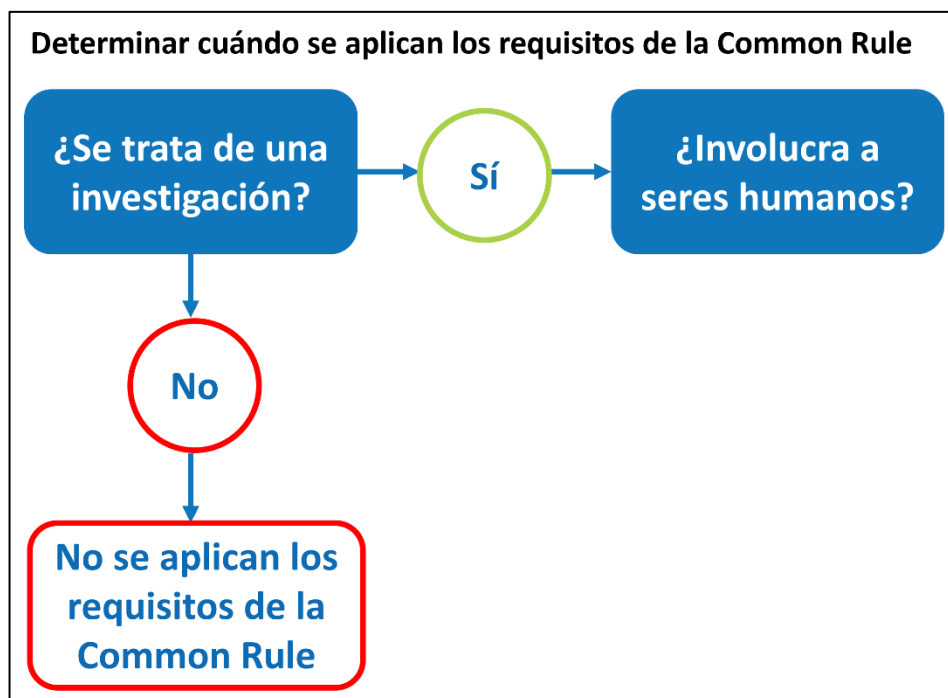 Determinar cuándo se aplican los requisitos de la Common Rule
¿Se trata de una
investigación?
Sí
¿Involucra a
seres humanos?
No
No se aplican los
requisitos de la
Common Rule